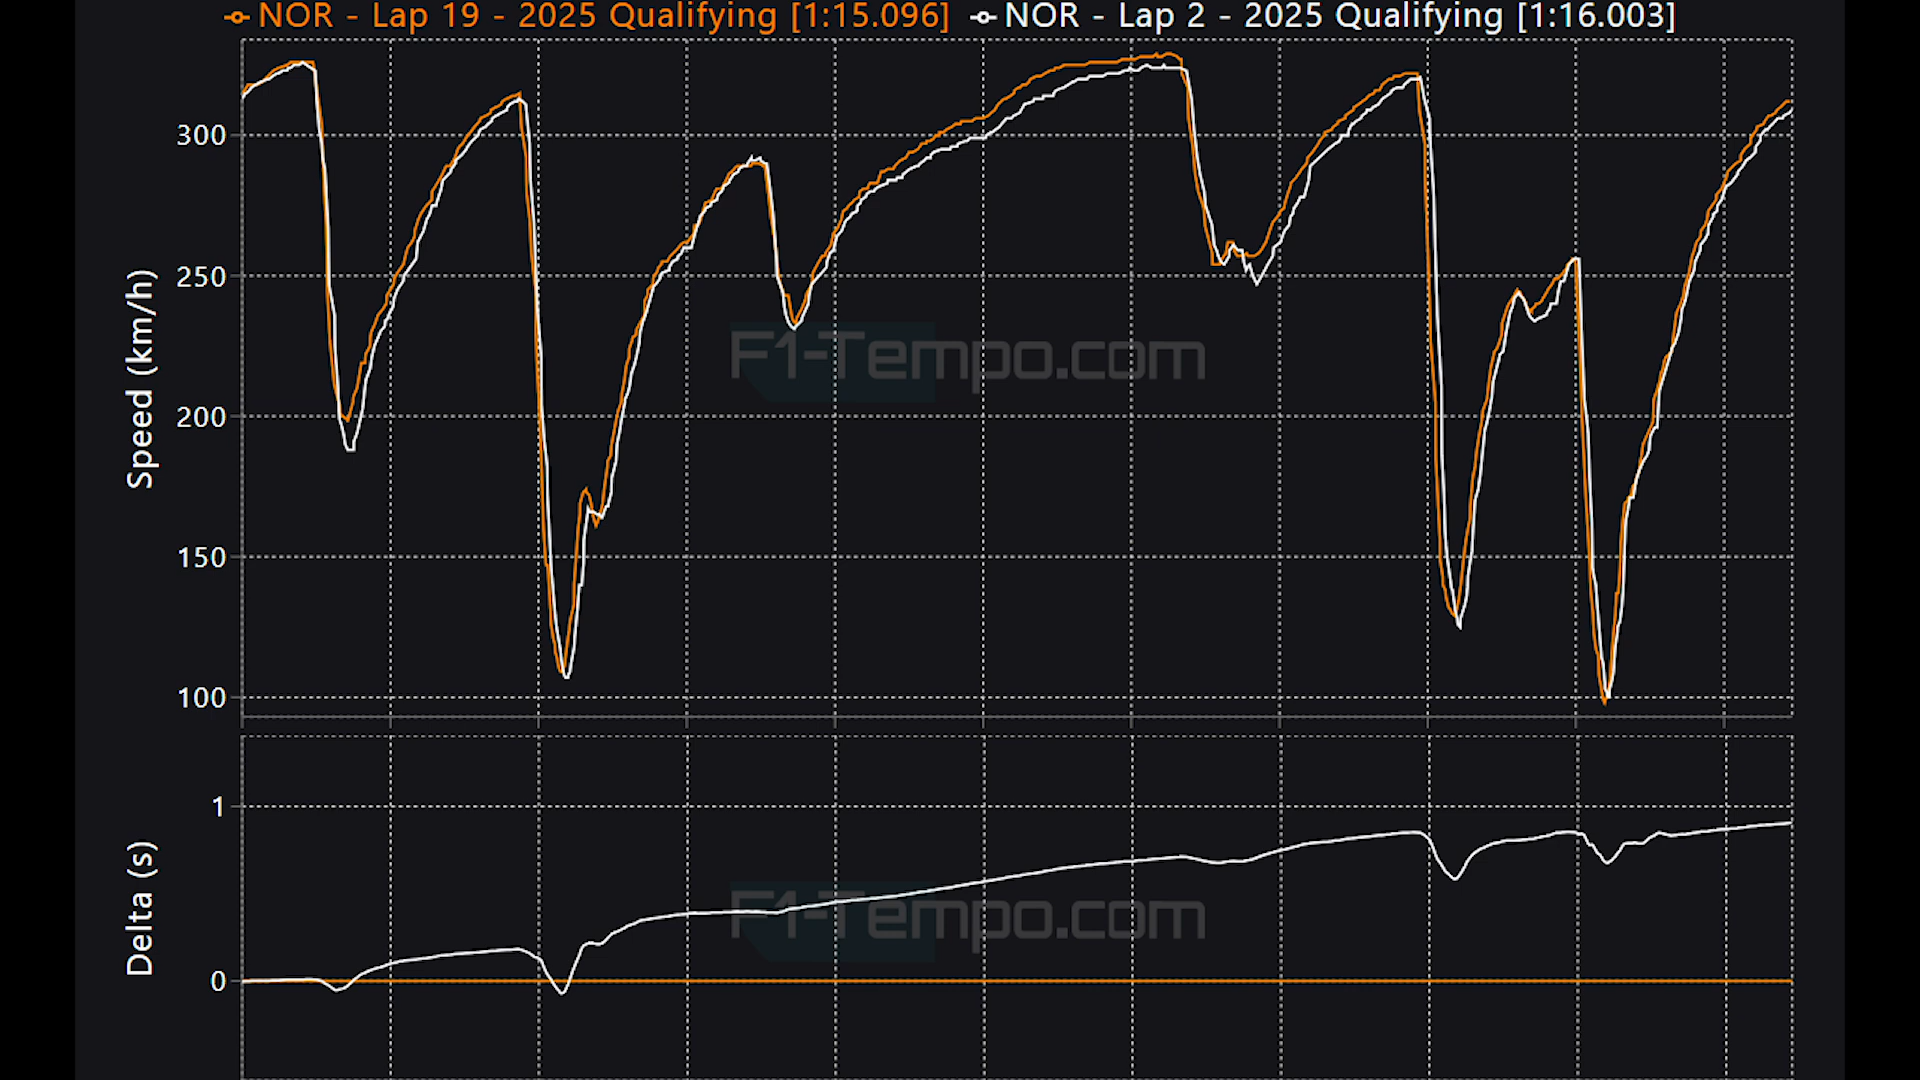 NOR - Lap 19 - 2025 Qualifying [1:15.096] NOR - Lap 2 - 2025 Qualifying [1:16.003]
300
250
200
150
100
Speed (km/h)
F1-Tempo.com
1
0
Delta (s)
F1-Tempo.com